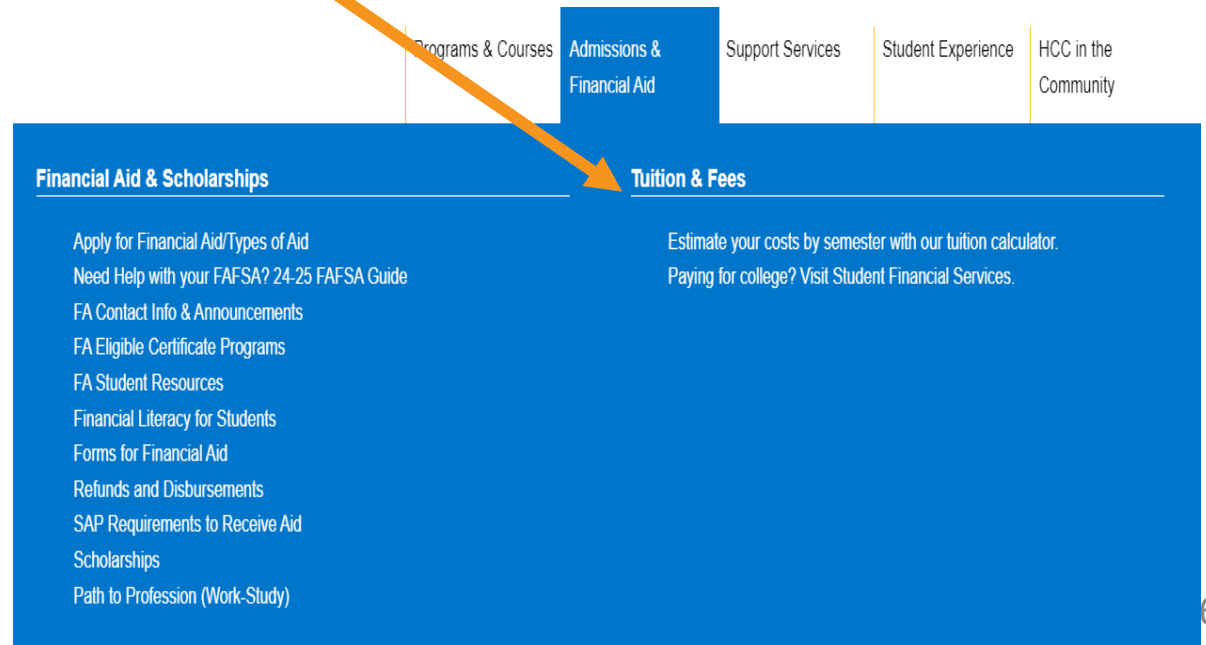 Programs & Courses
Admissions &
Financial Aid
Support Services
Student Experience
HCC in the
Community
Financial Aid & Scholarships
Apply for Financial Aid/Types of Aid
Need Help with your FAFSA? 24-25 FAFSA Guide
FA Contact Info & Announcements
FA Eligible Certificate Programs
FA Student Resources
Financial Literacy for Students
Forms for Financial Aid
Refunds and Disbursements
SAP Requirements to Receive Aid
Scholarships
Path to Profession (Work-Study)
Tuition & Fees
Estimate your costs by semester with our tuition calculator.
Paying for college? Visit Student Financial Services.